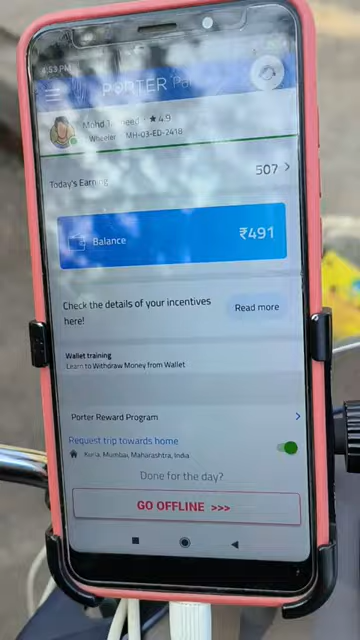 4:53 PM
PORTER
Mohd ★ 4.9
Wheeler MH-03-ED-2418
Today's Earning 507 >
Balance ₹491
Check the details of your incentives
here!
Read more
Wallet training
Learn to Withdraw Money from Wallet
Porter Reward Program >
Request trip towards home
Kurla, Mumbai, Maharashtra, India
Done for the day?
GO OFFLINE >>>